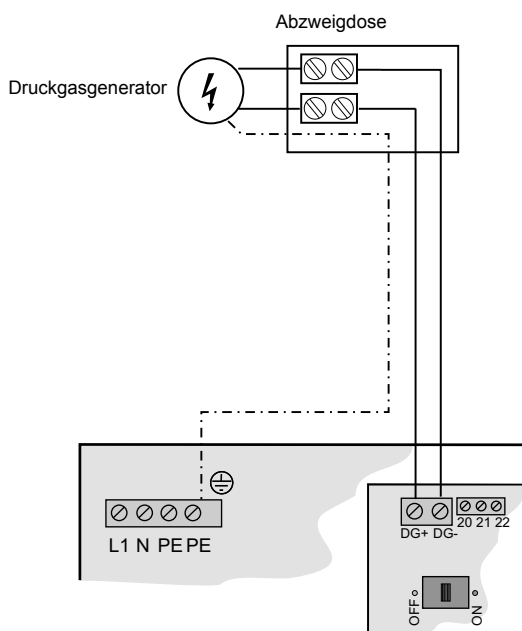 Abzweigdose
Druckgasgenerator
L1 N PE PE
DG+ DG- 20 21 22
OFF ON